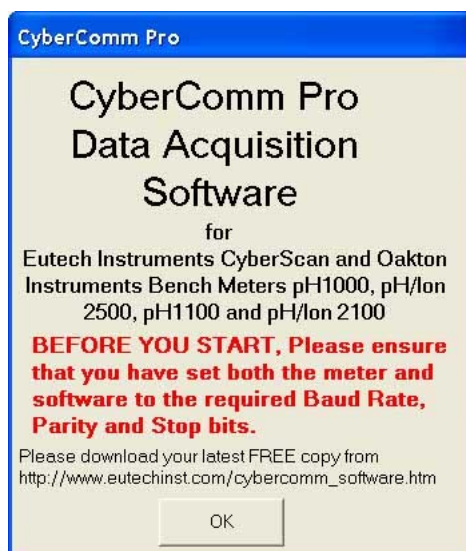 CyberComm Pro
CyberComm Pro
Data Acquisition
Software
for
Eutech Instruments CyberScan and Oakton
Instruments Bench Meters pH1000, pH/Ion
2500, pH1100 and pH/Ion 2100
BEFORE YOU START, Please ensure
that you have set both the meter and
software to the required Baud Rate,
Parity and Stop bits.
Please download your latest FREE copy from
http://www.eutechinst.com/cybercomm_software.htm
OK